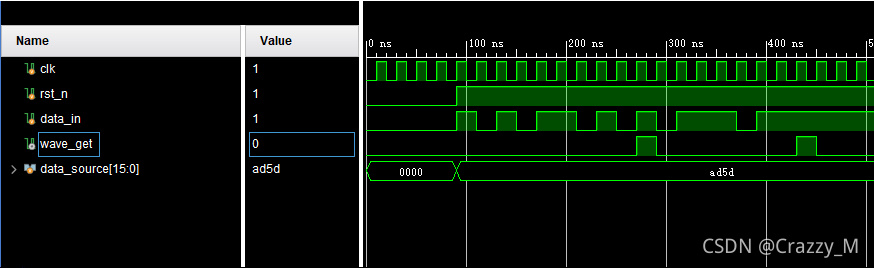 Name Value
0 ns 100 ns 200 ns 300 ns 400 ns 5
clk 1
rst_n 1
data_in 1
wave_get 0
data_source[15:0] ad5d 0000 ad5d
CSDN @Crazzy_M